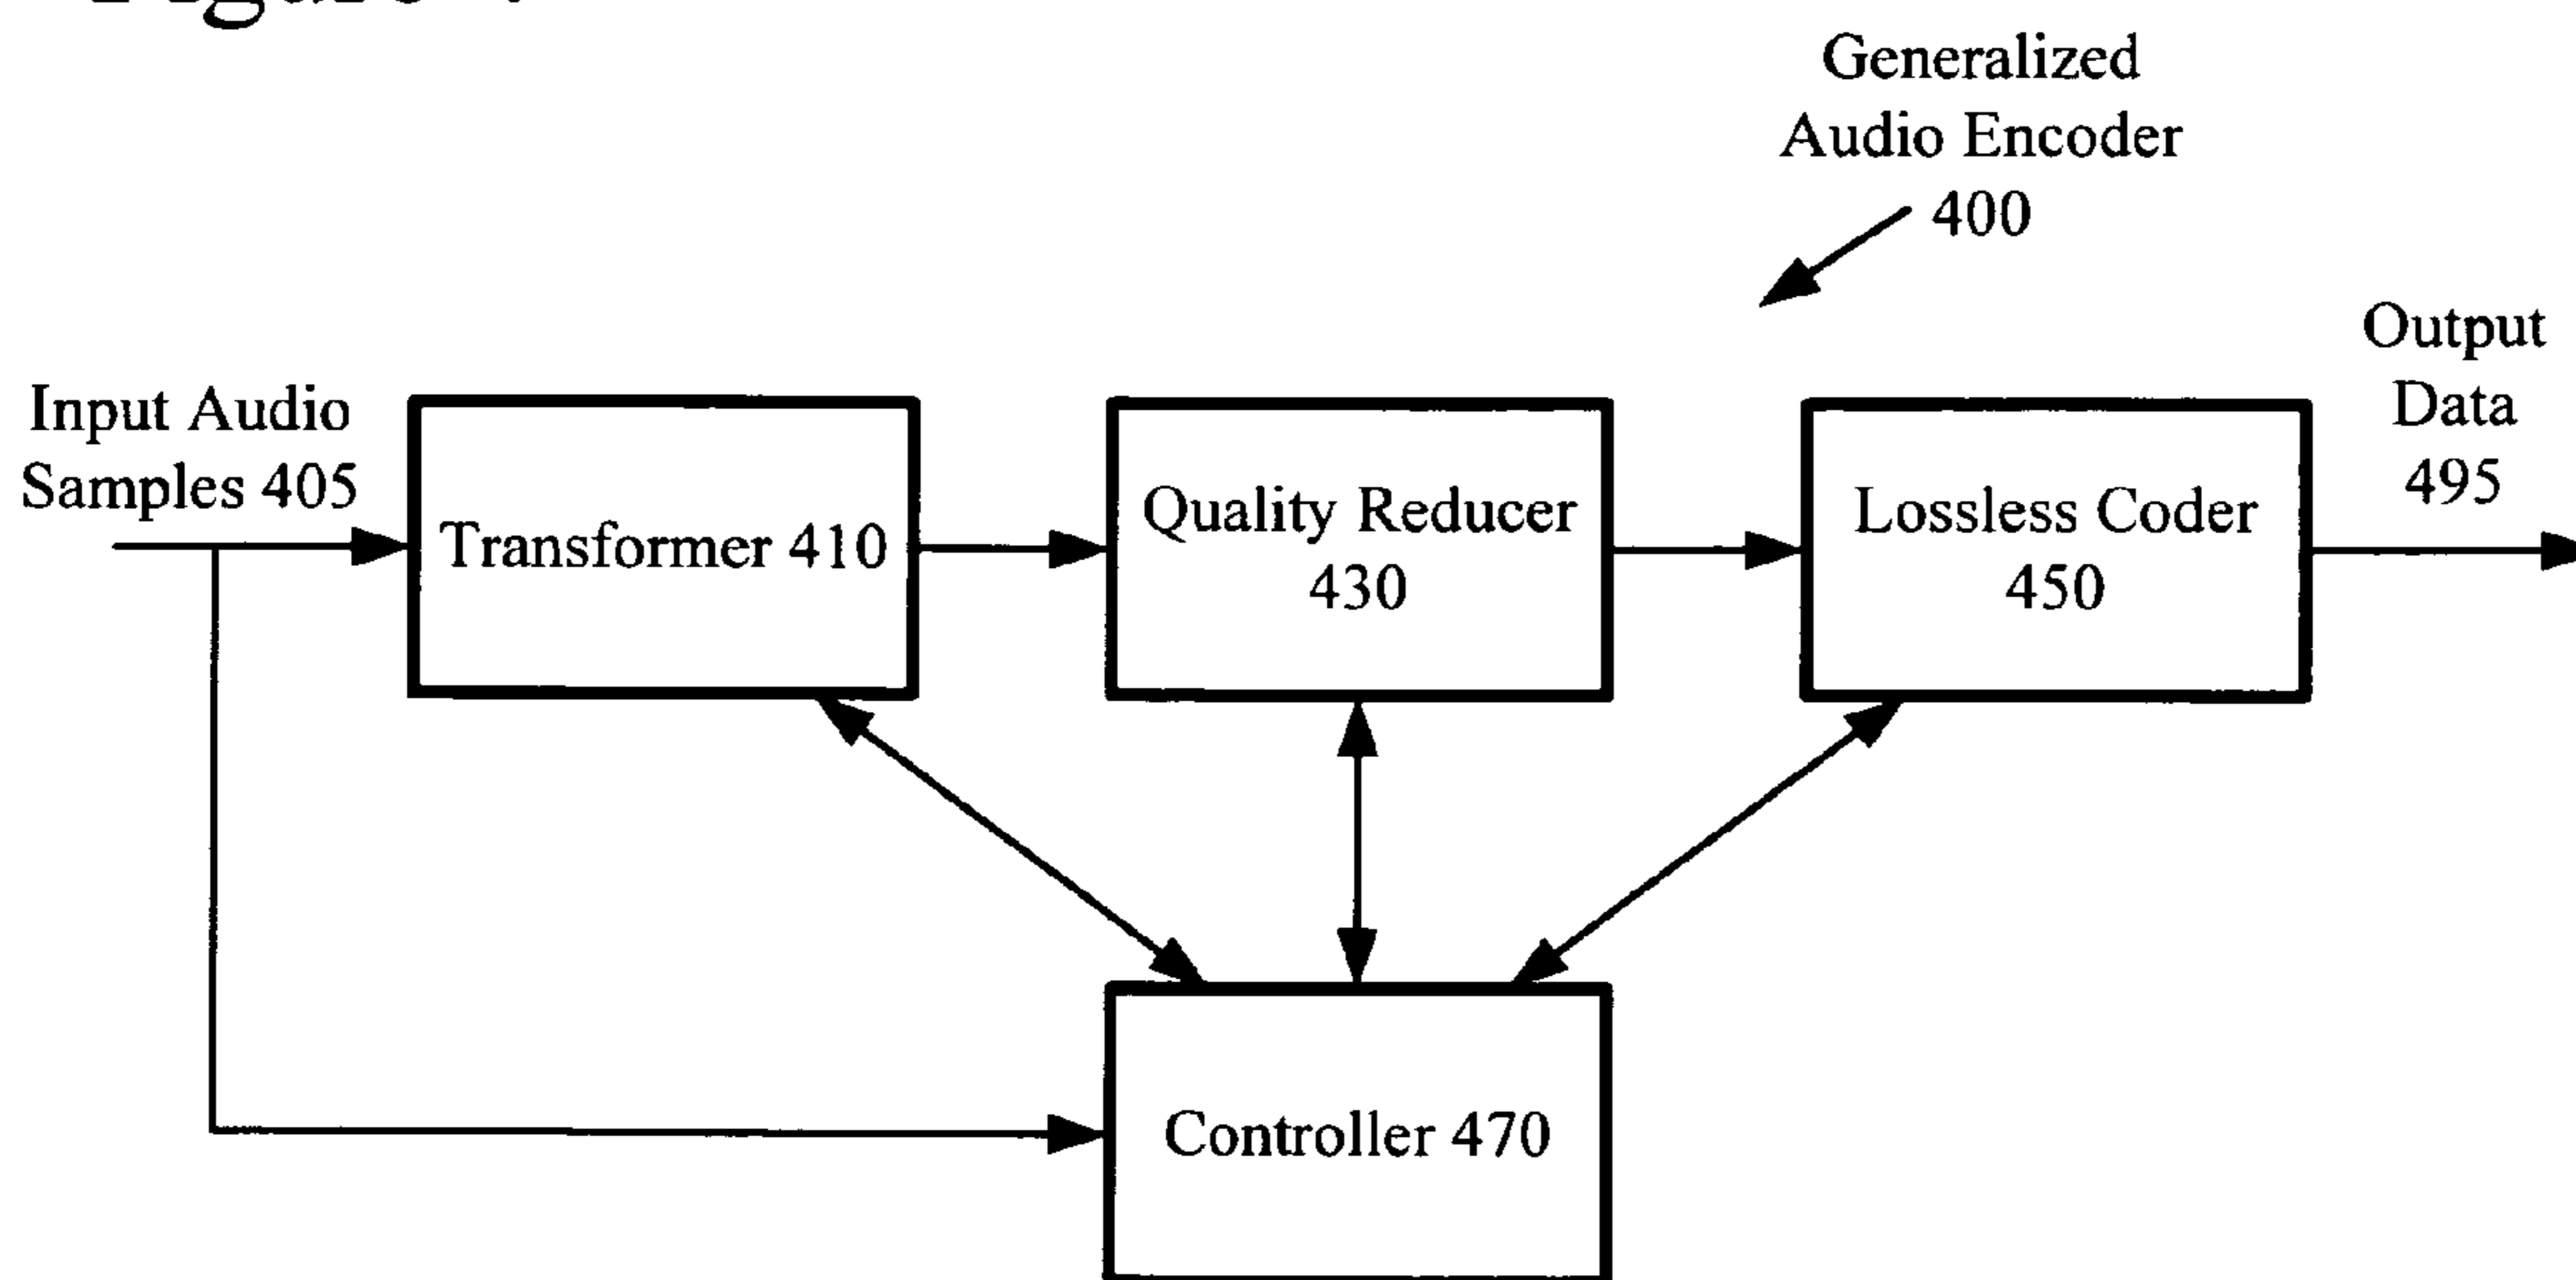 Generalized
Audio Encoder
400
Output
Data
495
Input Audio
Samples 405
Transformer 410
Quality Reducer
430
Lossless Coder
450
Controller 470